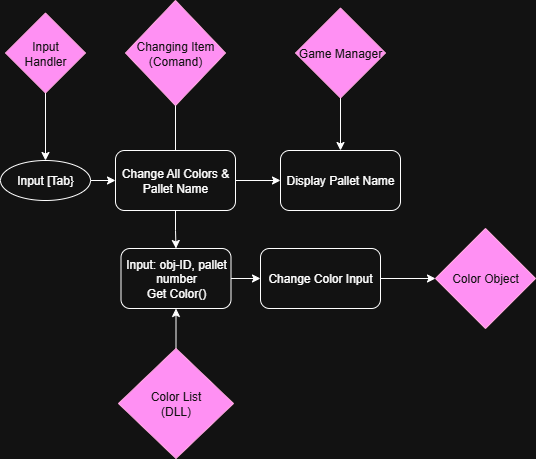 Input
Handler
Changing Item
(Comand)
Game Manager
Input [Tab}
Change All Colors &
Pallet Name
Display Pallet Name
Input: obj-ID, pallet
number
Get Color()
Change Color Input
Color Object
Color List
(DLL)